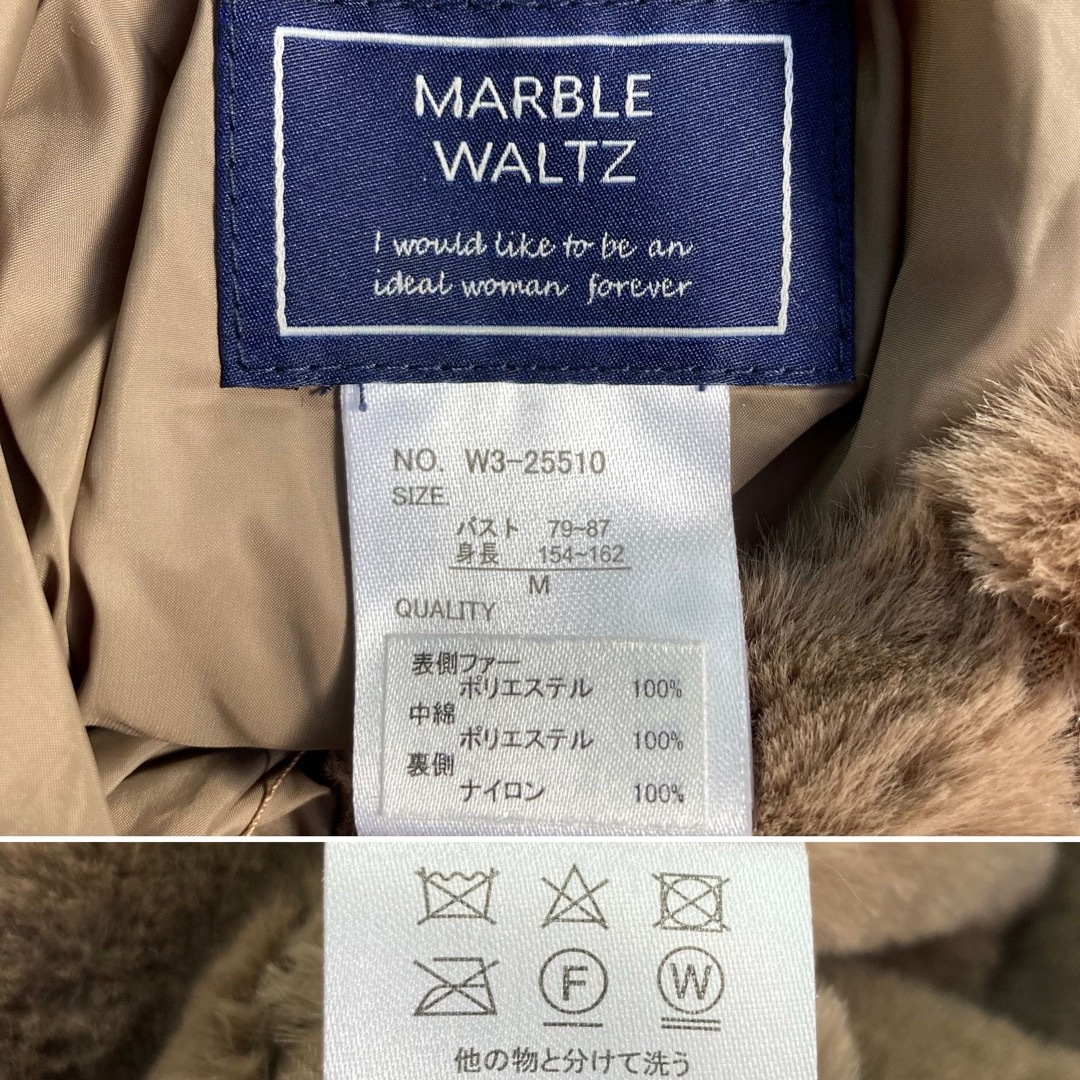 MARBLE
WALTZ
I would like to be an
ideal woman forever
NO. W3-25510
SIZE
バスト 79~87
身長 154~162
M
QUALITY
表側ファー
ポリエステル 100%
中綿
ポリエステル 100%
裏側
ナイロン 100%
F W
他の物と分けて洗う